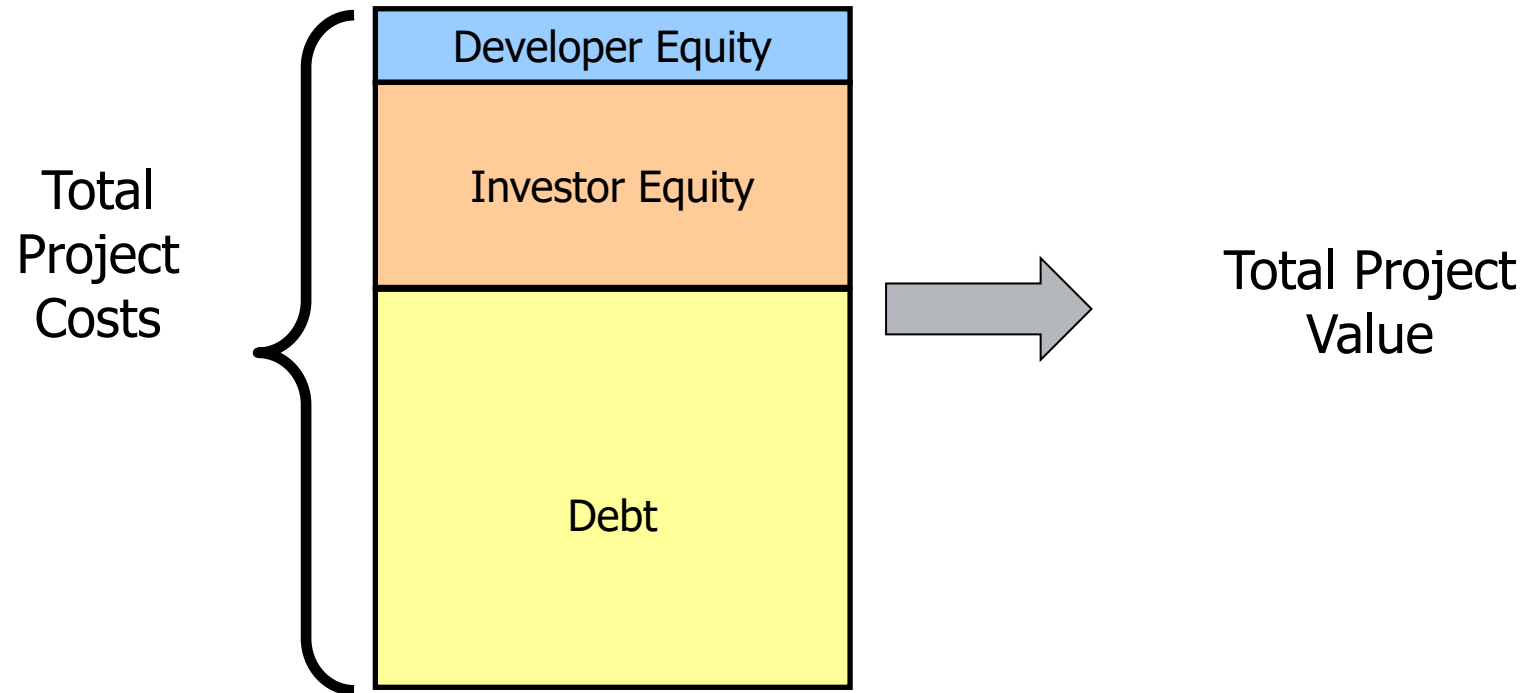 Developer Equity
Total
Project
Costs
Investor Equity
Debt
Total Project
Value